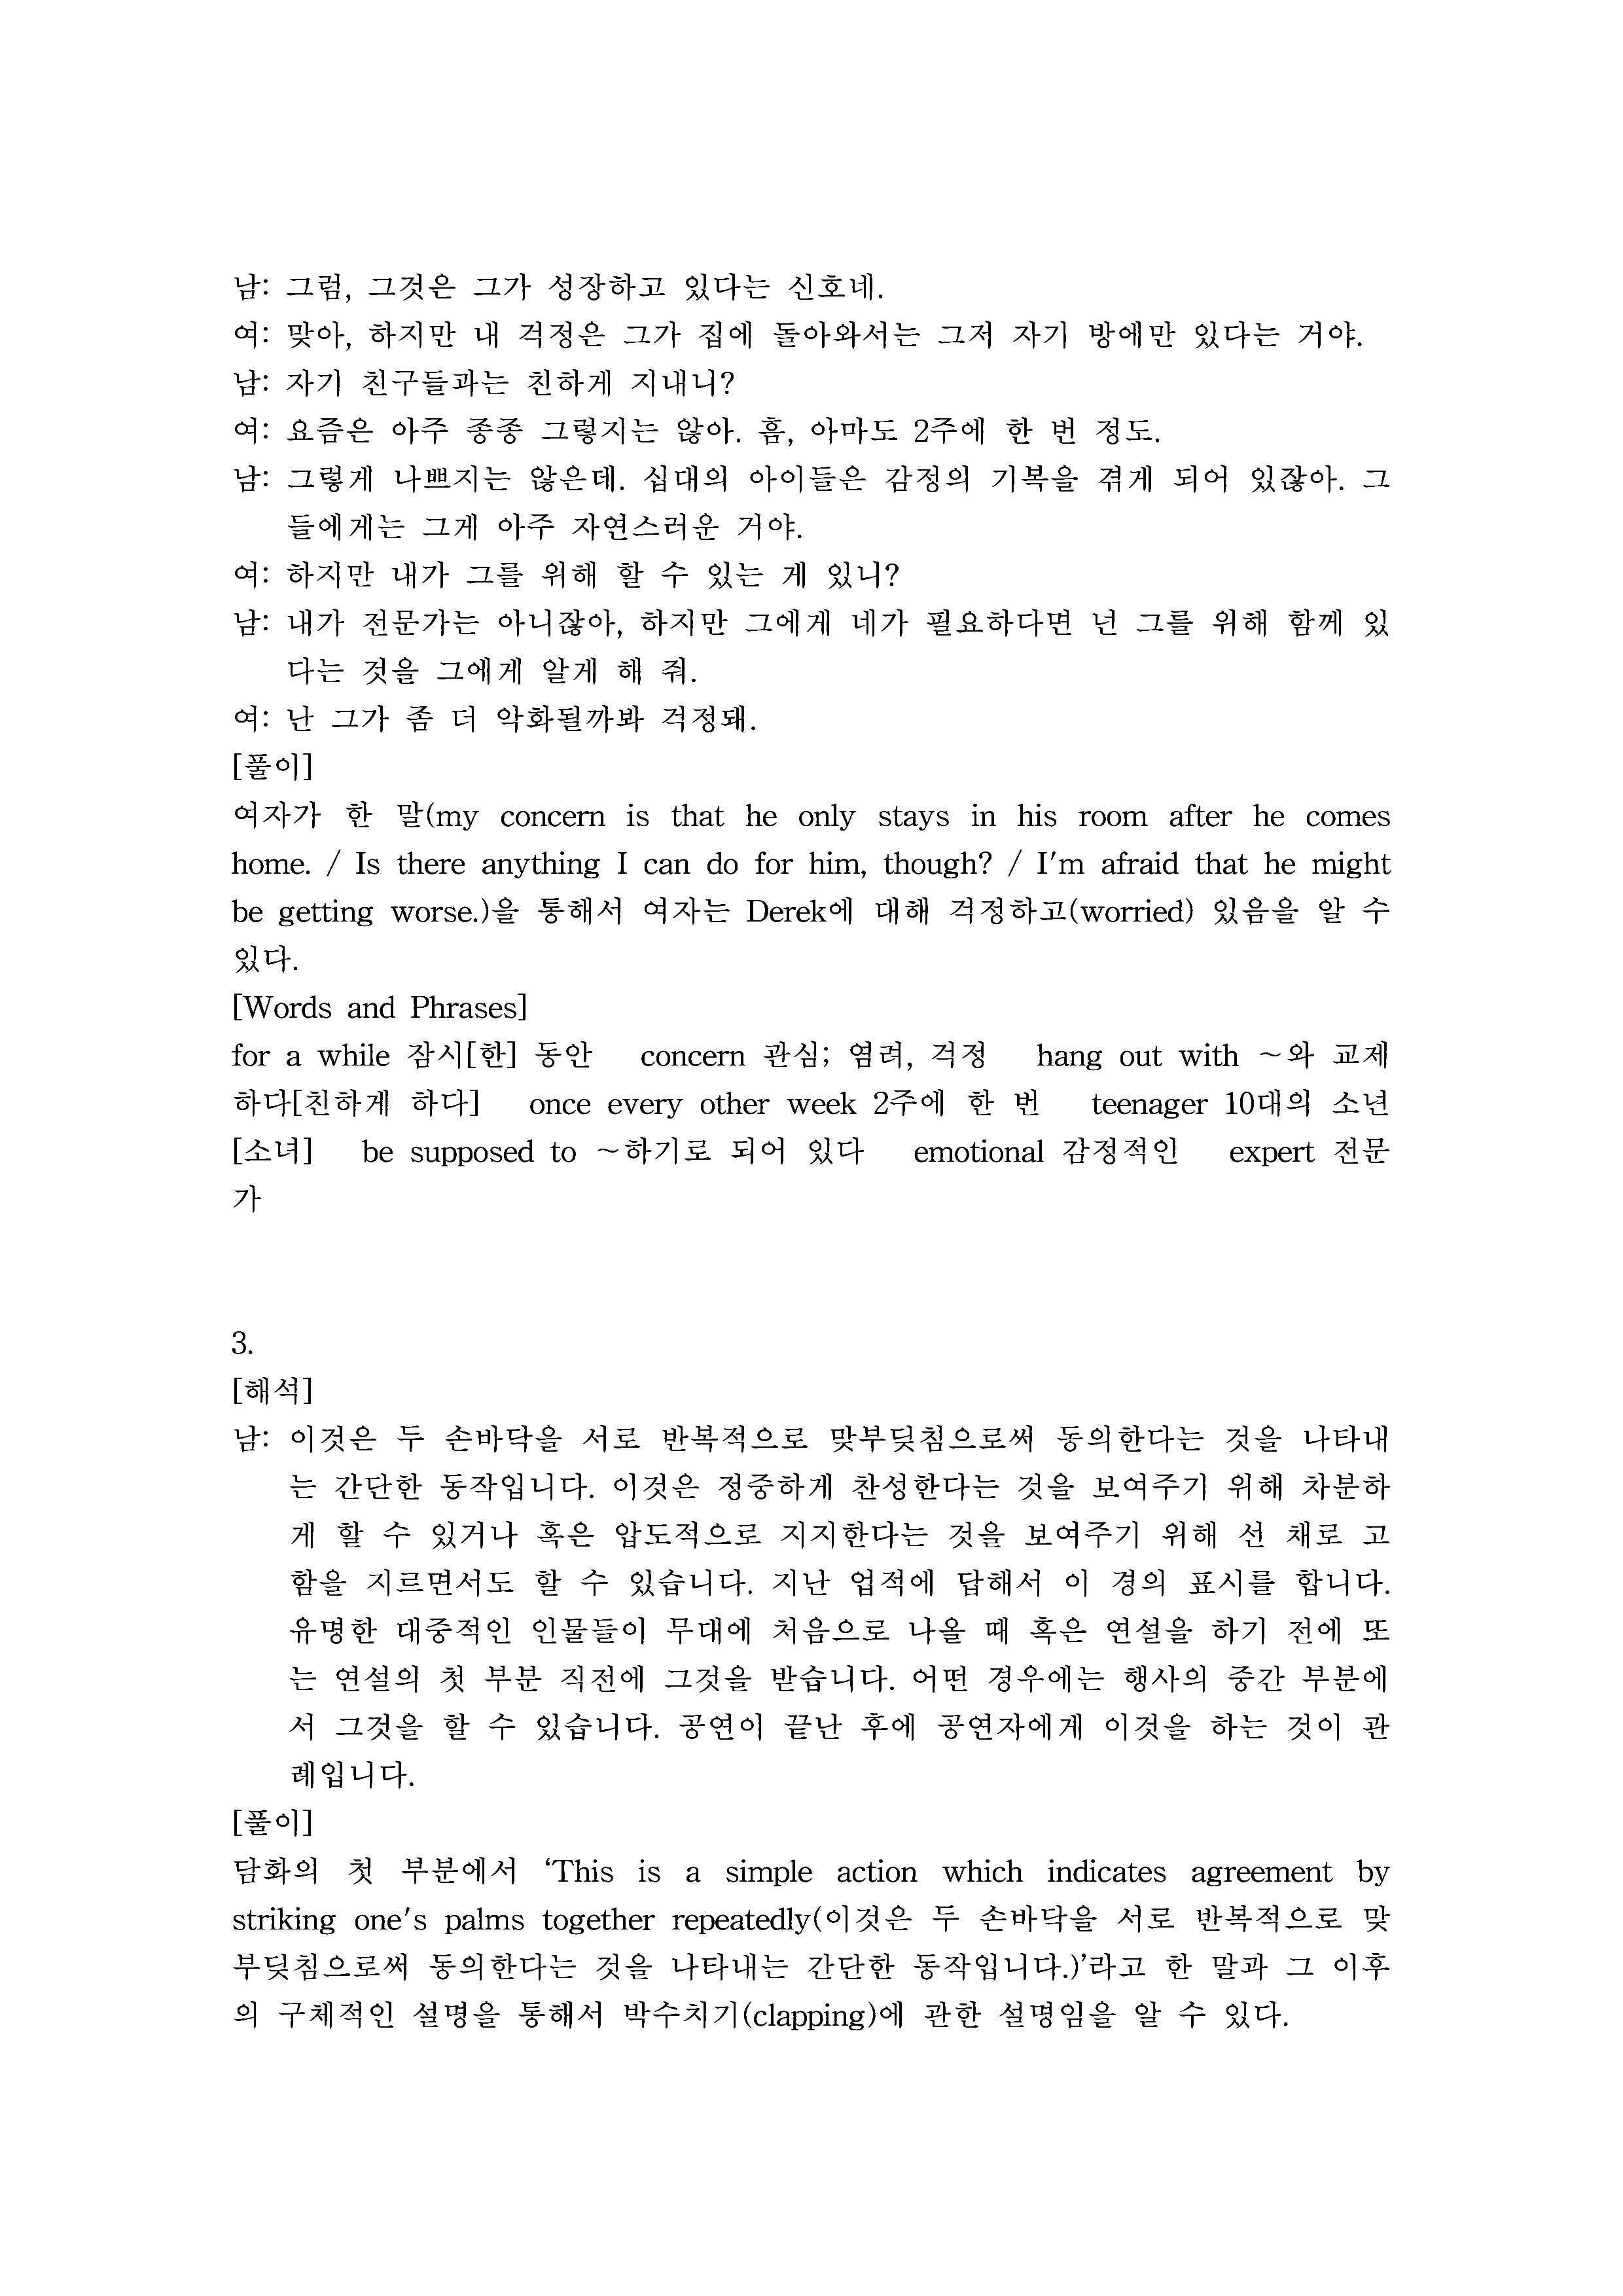 남: 그럼, 그것은 그가 성장하고 있다는 신호네.
여: 맞아, 하지만 내 걱정은 그가 집에 돌아와서는 그저 자기 방에만 있다는 거야.
남: 자기 친구들과는 친하게 지내니?
여: 요즘은 아주 종종 그렇지는 않아. 흠, 아마도 2주에 한 번 정도.
남: 그렇게 나쁘지는 않은데. 십대의 아이들은 감정의 기복을 겪게 되어 있잖아. 그
들에게는 그게 아주 자연스러운 거야.
여: 하지만 내가 그를 위해 할 수 있는 게 있니?
남: 내가 전문가는 아니잖아, 하지만 그에게 네가 필요하다면 넌 그를 위해 함께 있
다는 것을 그에게 알게 해 줘.
여: 난 그가 좀 더 악화될까봐 걱정돼.
[풀이]
여자가 한 말(my concern is that he only stays in his room after he comes
home. / Is there anything I can do for him, though? / I'm afraid that he might
be getting worse.)을 통해서 여자는 Derek에 대해 걱정하고(worried) 있음을 알 수
있다.
[Words and Phrases]
for a while 잠시[한] 동안 concern 관심; 염려, 걱정 hang out with ~와 교제
하다[친하게 하다] once every other week 2주에 한 번 teenager 10대의 소년
[소녀] be supposed to ~하기로 되어 있다 emotional 감정적인 expert 전문
가
3.
[해석]
남: 이것은 두 손바닥을 서로 반복적으로 맞부딪침으로써 동의한다는 것을 나타내
는 간단한 동작입니다. 이것은 정중하게 찬성한다는 것을 보여주기 위해 차분하
게 할 수 있거나 혹은 압도적으로 지지한다는 것을 보여주기 위해 선 채로 고
함을 지르면서도 할 수 있습니다. 지난 업적에 답해서 이 경의 표시를 합니다.
유명한 대중적인 인물들이 무대에 처음으로 나올 때 혹은 연설을 하기 전에 또
는 연설의 첫 부분 직전에 그것을 받습니다. 어떤 경우에는 행사의 중간 부분에
서 그것을 할 수 있습니다. 공연이 끝난 후에 공연자에게 이것을 하는 것이 관
례입니다.
[풀이]
담화의 첫 부분에서 ‘This is a simple action which indicates agreement by
striking one's palms together repeatedly(이것은 두 손바닥을 서로 반복적으로 맞
부딪침으로써 동의한다는 것을 나타내는 간단한 동작입니다.)’라고 한 말과 그 이후
의 구체적인 설명을 통해서 박수치기(clapping)에 관한 설명임을 알 수 있다.